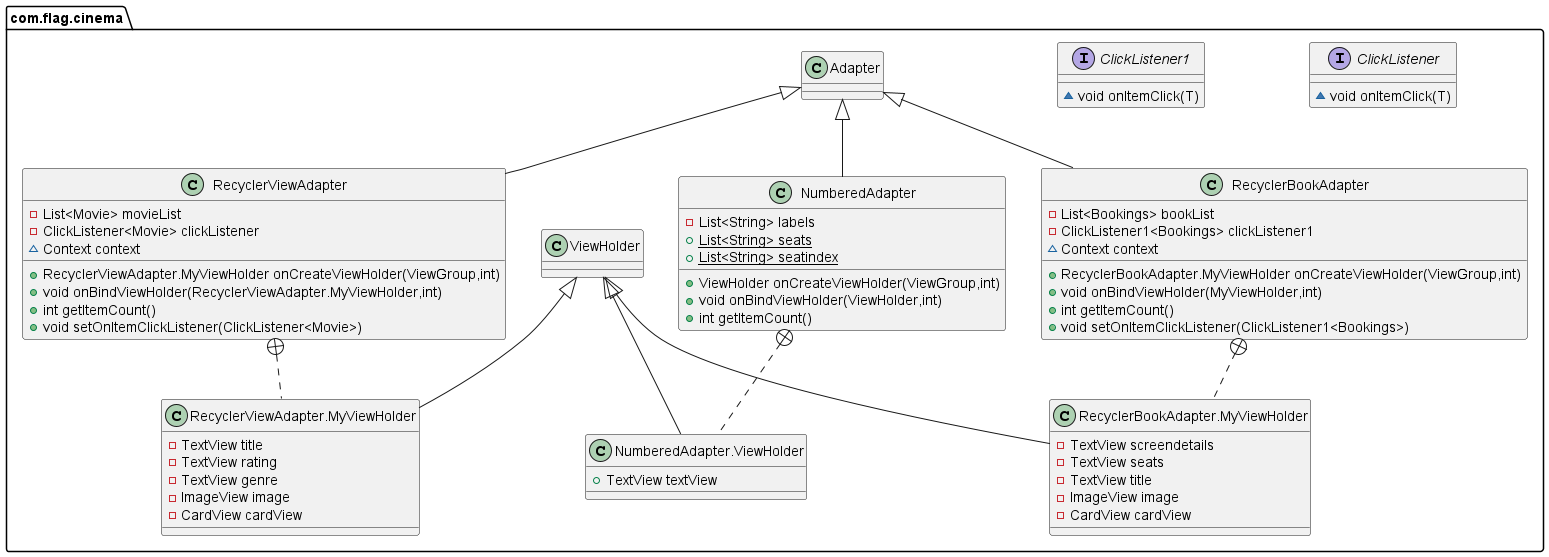 com.flag.cinema
C Adapter
I ClickListener1
void onItemClick(T)
I ClickListener
void onItemClick(T)
C RecyclerViewAdapter
List<Movie> movieList
ClickListener<Movie> clickListener
Context context
RecyclerViewAdapter.MyViewHolder onCreateViewHolder(ViewGroup,int)
void onBindViewHolder(RecyclerViewAdapter.MyViewHolder,int)
int getItemCount()
void setOnItemClickListener(ClickListener<Movie>)
C ViewHolder
C NumberedAdapter
List<String> labels
List<String> seats
List<String> seatindex
ViewHolder onCreateViewHolder(ViewGroup,int)
void onBindViewHolder(ViewHolder,int)
int getItemCount()
C RecyclerBookAdapter
List<Bookings> bookList
ClickListener1<Bookings> clickListener1
Context context
RecyclerBookAdapter.MyViewHolder onCreateViewHolder(ViewGroup,int)
void onBindViewHolder(MyViewHolder,int)
int getItemCount()
void setOnItemClickListener(ClickListener1<Bookings>)
C RecyclerViewAdapter.MyViewHolder
TextView title
TextView rating
TextView genre
ImageView image
CardView cardView
C NumberedAdapter.ViewHolder
TextView textView
C RecyclerBookAdapter.MyViewHolder
TextView screendetails
TextView seats
TextView title
ImageView image
CardView cardView